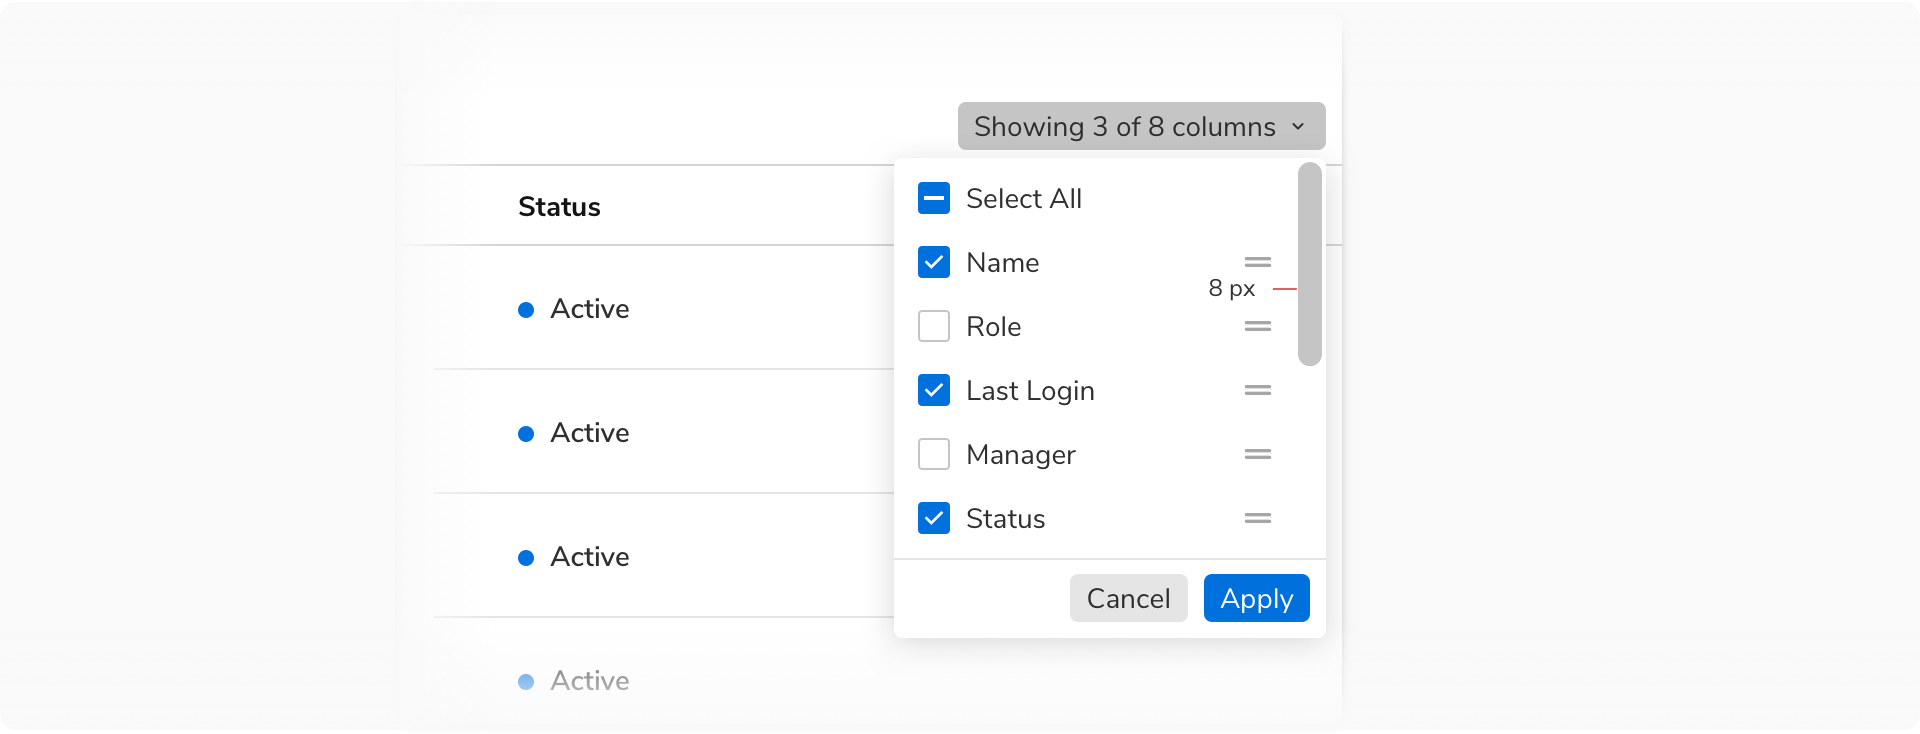 Showing 3 of 8 columns
Select All
Status
Name
8 px
Active
Role
Last Login
Active
Manager
Status
Active
Cancel
Apply
Active